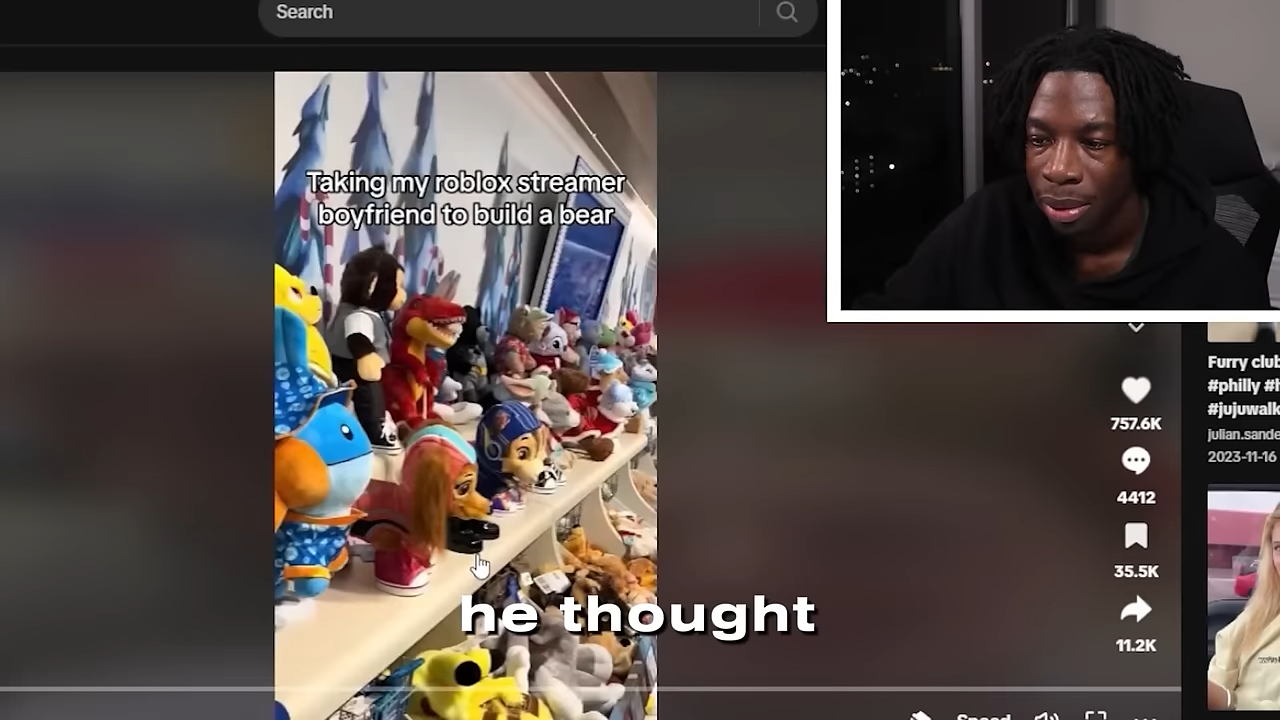 Search
Taking my roblox streamer
boyfriend to build a bear
757.6K
4412
35.5K
11.2K
he thought
Furry club
#philly
#jujuwalk
julian.sande
2023-11-16
Speed